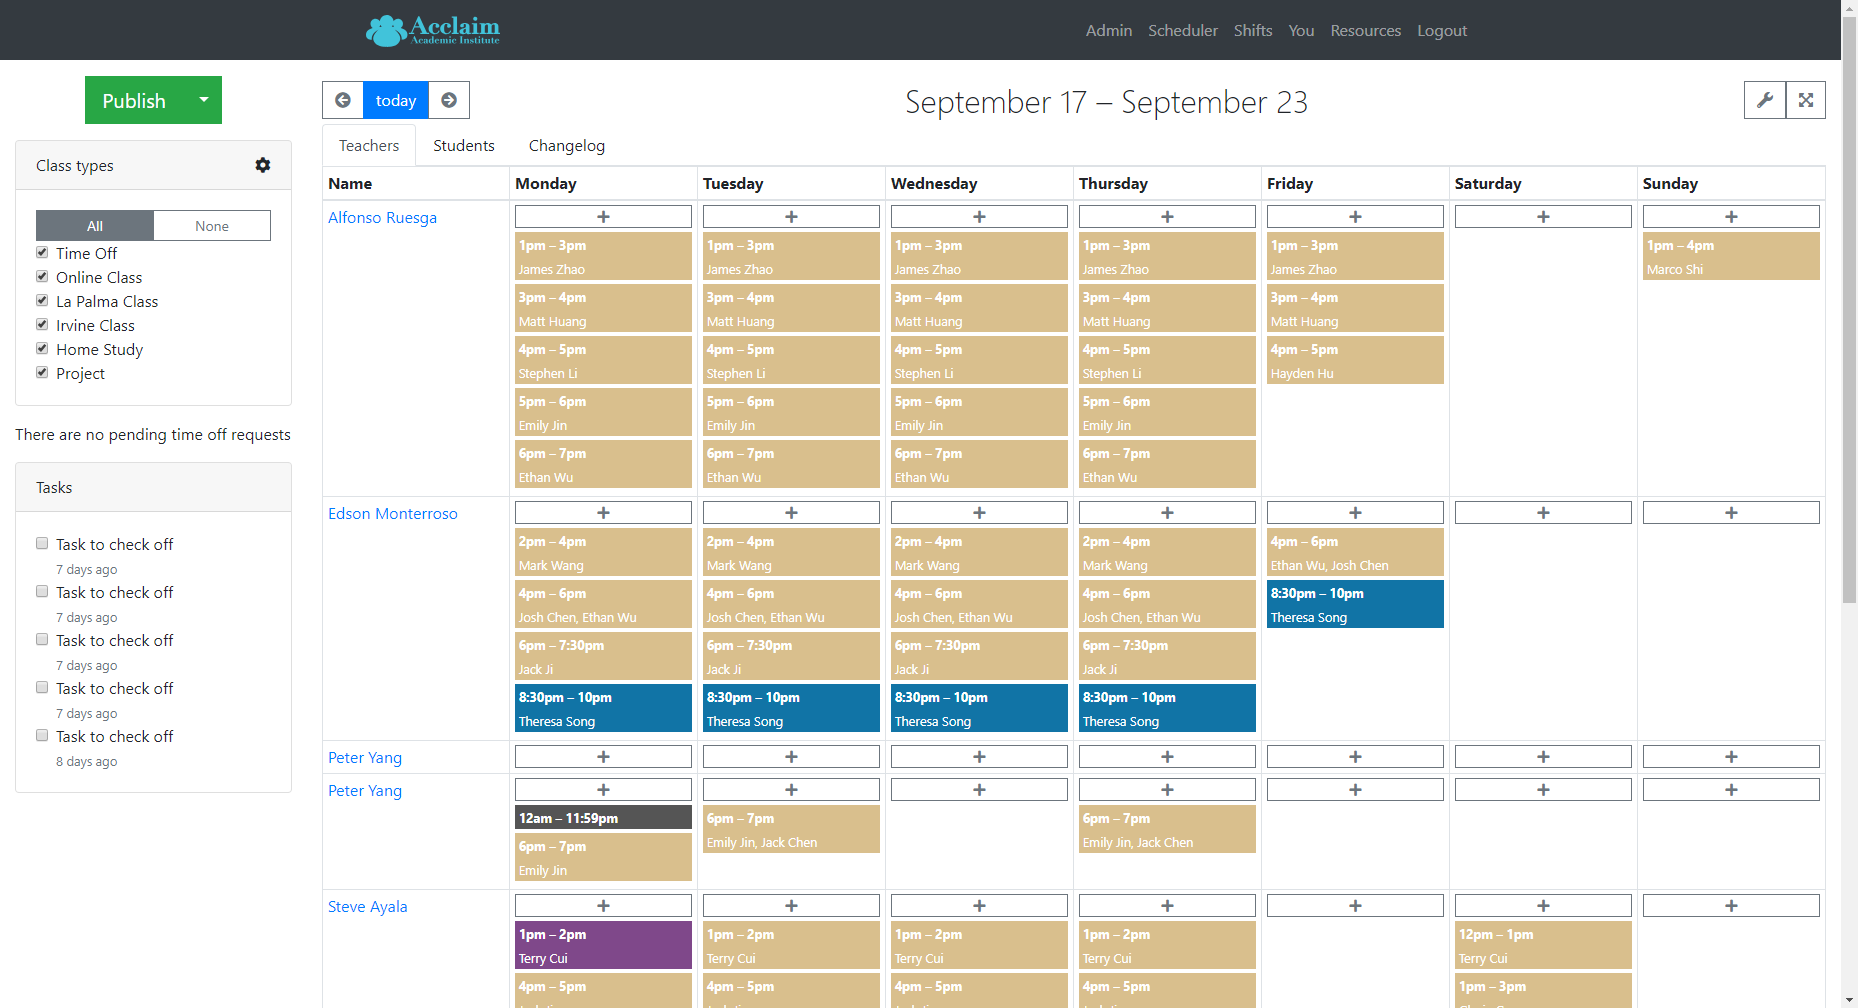 Acclaim
Academic Institute
Admin Scheduler Shifts You Resources Logout
Publish
today
September 17 – September 23
Class types
All None
Time Off
Online Class
La Palma Class
Irvine Class
Home Study
Project
There are no pending time off requests
Tasks
Task to check off
7 days ago
Task to check off
7 days ago
Task to check off
7 days ago
Task to check off
7 days ago
Task to check off
8 days ago
Teachers Students Changelog
Name Monday Tuesday Wednesday Thursday Friday Saturday Sunday
Alfonso Ruesga + + + + + + +
1pm – 3pm 1pm – 3pm 1pm – 3pm 1pm – 3pm 1pm – 3pm 1pm – 4pm
James Zhao James Zhao James Zhao James Zhao James Zhao Marco Shi
3pm – 4pm 3pm – 4pm 3pm – 4pm 3pm – 4pm 3pm – 4pm
Matt Huang Matt Huang Matt Huang Matt Huang Matt Huang
4pm – 5pm 4pm – 5pm 4pm – 5pm 4pm – 5pm 4pm – 5pm
Stephen Li Stephen Li Stephen Li Stephen Li Hayden Hu
5pm – 6pm 5pm – 6pm 5pm – 6pm 5pm – 6pm
Emily Jin Emily Jin Emily Jin Emily Jin
6pm – 7pm 6pm – 7pm 6pm – 7pm 6pm – 7pm
Ethan Wu Ethan Wu Ethan Wu Ethan Wu
Edson Monterroso + + + + + + +
2pm – 4pm 2pm – 4pm 2pm – 4pm 2pm – 4pm 4pm – 6pm
Mark Wang Mark Wang Mark Wang Mark Wang Ethan Wu, Josh Chen
4pm – 6pm 4pm – 6pm 4pm – 6pm 4pm – 6pm 8:30pm – 10pm
Josh Chen, Ethan Wu Josh Chen, Ethan Wu Josh Chen, Ethan Wu Josh Chen, Ethan Wu Theresa Song
6pm – 7:30pm 6pm – 7:30pm 6pm – 7:30pm 6pm – 7:30pm
Jack Ji Jack Ji Jack Ji Jack Ji
8:30pm – 10pm 8:30pm – 10pm 8:30pm – 10pm 8:30pm – 10pm
Theresa Song Theresa Song Theresa Song Theresa Song
Peter Yang + + + + + + +
Peter Yang + + + + + + +
12am – 11:59pm 6pm – 7pm 6pm – 7pm
Emily Jin, Jack Chen Emily Jin, Jack Chen
6pm – 7pm
Emily Jin
Steve Ayala + + + + + + +
1pm – 2pm 1pm – 2pm 1pm – 2pm 1pm – 2pm 12pm – 1pm
Terry Cui Terry Cui Terry Cui Terry Cui Terry Cui
4pm – 5pm 4pm – 5pm 4pm – 5pm 4pm – 5pm 1pm – 3pm